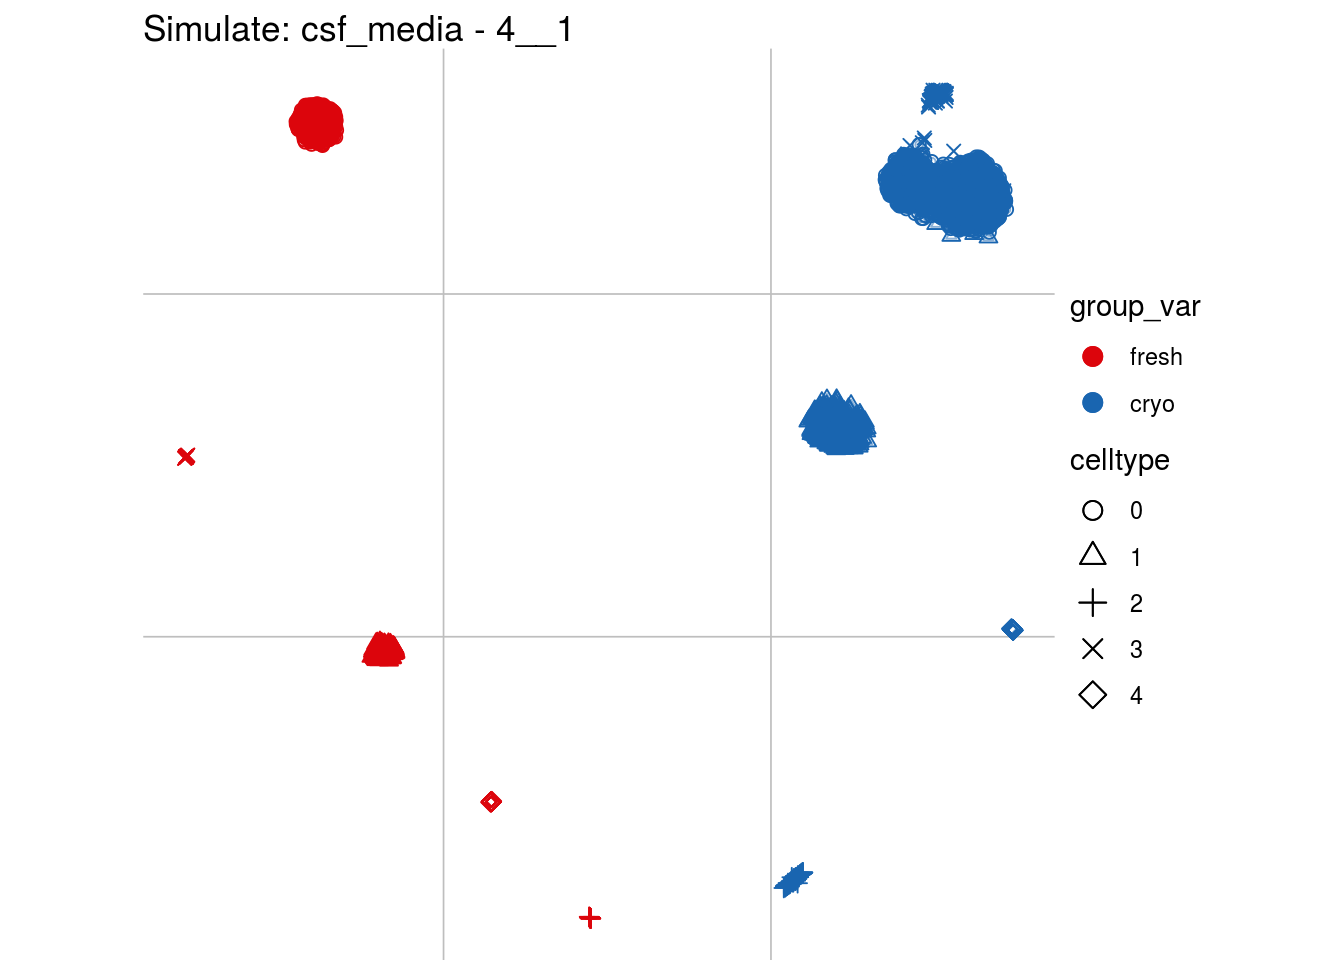 Simulate: csf_media - 4__1
group_var
fresh
cryo
celltype
0
1
2
3
4